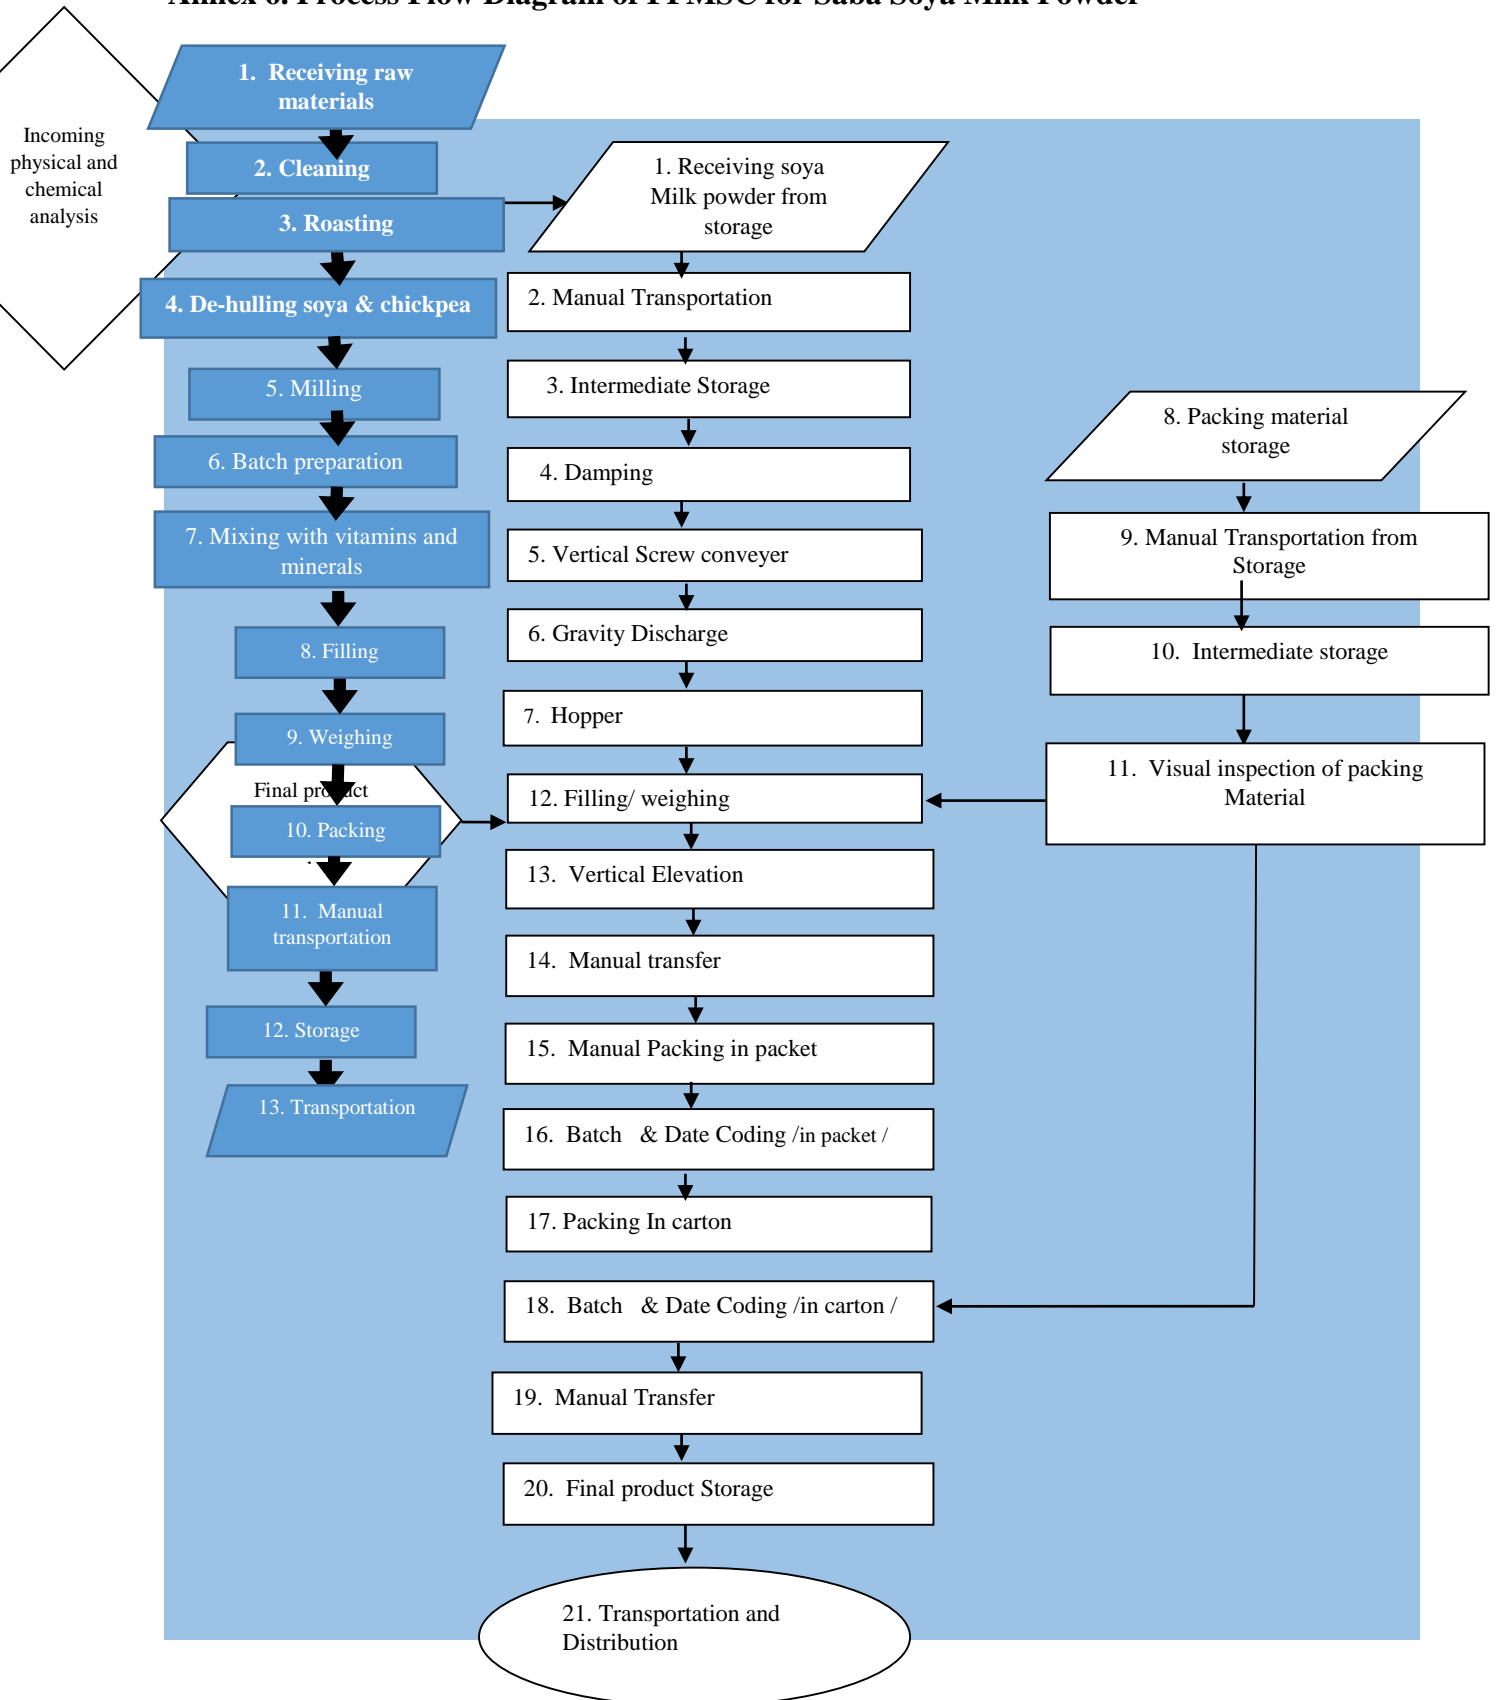 Incoming
physical and
chemical
analysis
1. Receiving raw
materials
2. Cleaning
3. Roasting
4. De-hulling soya & chickpea
5. Milling
6. Batch preparation
7. Mixing with vitamins and
minerals
8. Filling
9. Weighing
Final product
10. Packing
11. Manual
transportation
12. Storage
13. Transportation
1. Receiving soya
Milk powder from
storage
2. Manual Transportation
3. Intermediate Storage
4. Damping
5. Vertical Screw conveyer
6. Gravity Discharge
7. Hopper
12. Filling/ weighing
13. Vertical Elevation
14. Manual transfer
15. Manual Packing in packet
16. Batch & Date Coding /in packet /
17. Packing In carton
18. Batch & Date Coding /in carton /
19. Manual Transfer
20. Final product Storage
21. Transportation and
Distribution
8. Packing material
storage
9. Manual Transportation from
Storage
10. Intermediate storage
11. Visual inspection of packing
Material